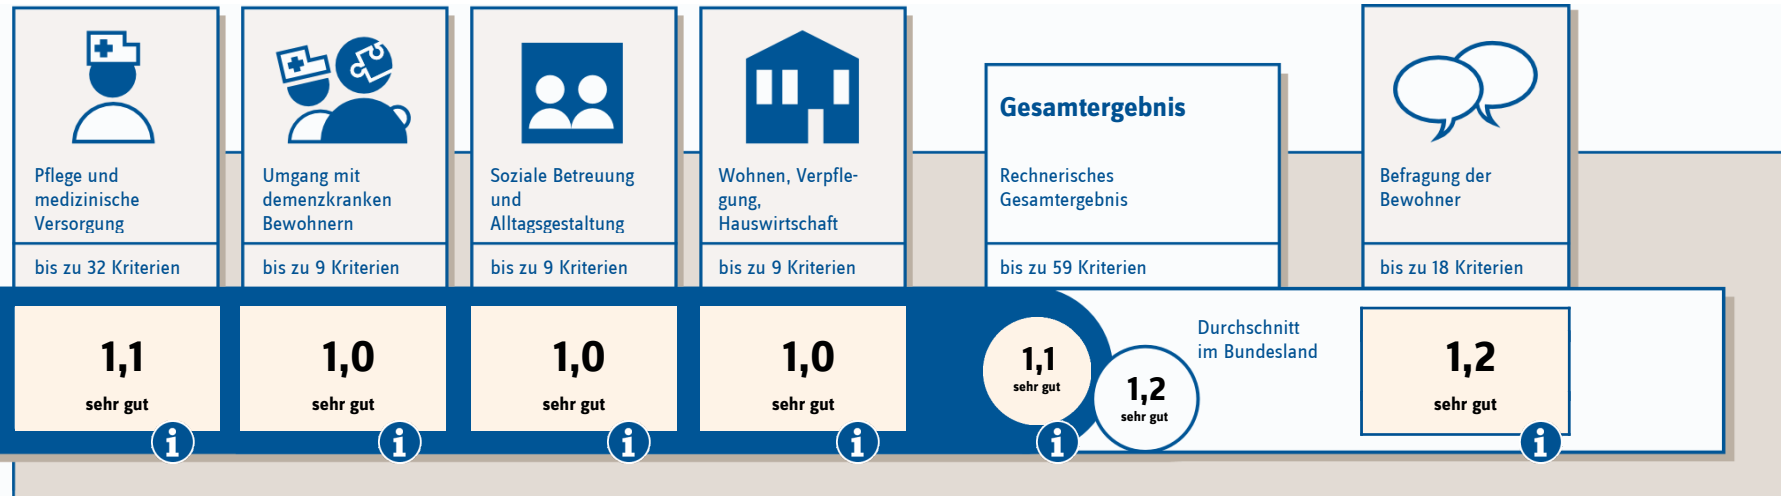 Pflege und
medizinische
Versorgung
bis zu 32 Kriterien
1,1
sehr gut
i
Umgang mit
demenzkranken
Bewohnern
bis zu 9 Kriterien
1,0
sehr gut
i
Soziale Betreuung
und
Alltagsgestaltung
bis zu 9 Kriterien
1,0
sehr gut
i
Wohnen, Verpfle-
gung,
Hauswirtschaft
bis zu 9 Kriterien
1,0
sehr gut
i
Gesamtergebnis
Rechnerisches
Gesamtergebnis
bis zu 59 Kriterien
1,1
sehr gut
i
Durchschnitt
im Bundesland
1,2
sehr gut
Befragung der
Bewohner
bis zu 18 Kriterien
1,2
sehr gut
i